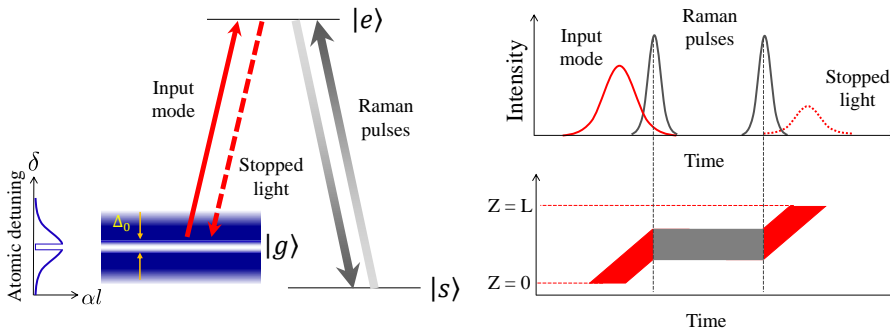 |e⟩
Input
mode
Raman
pulses
Stopped
light
Atomic detuning
δ
Δ₀
|g⟩
αl
|s⟩
Intensity
Input
mode
Raman
pulses
Stopped
light
Time
Z = L
Z = 0
Time